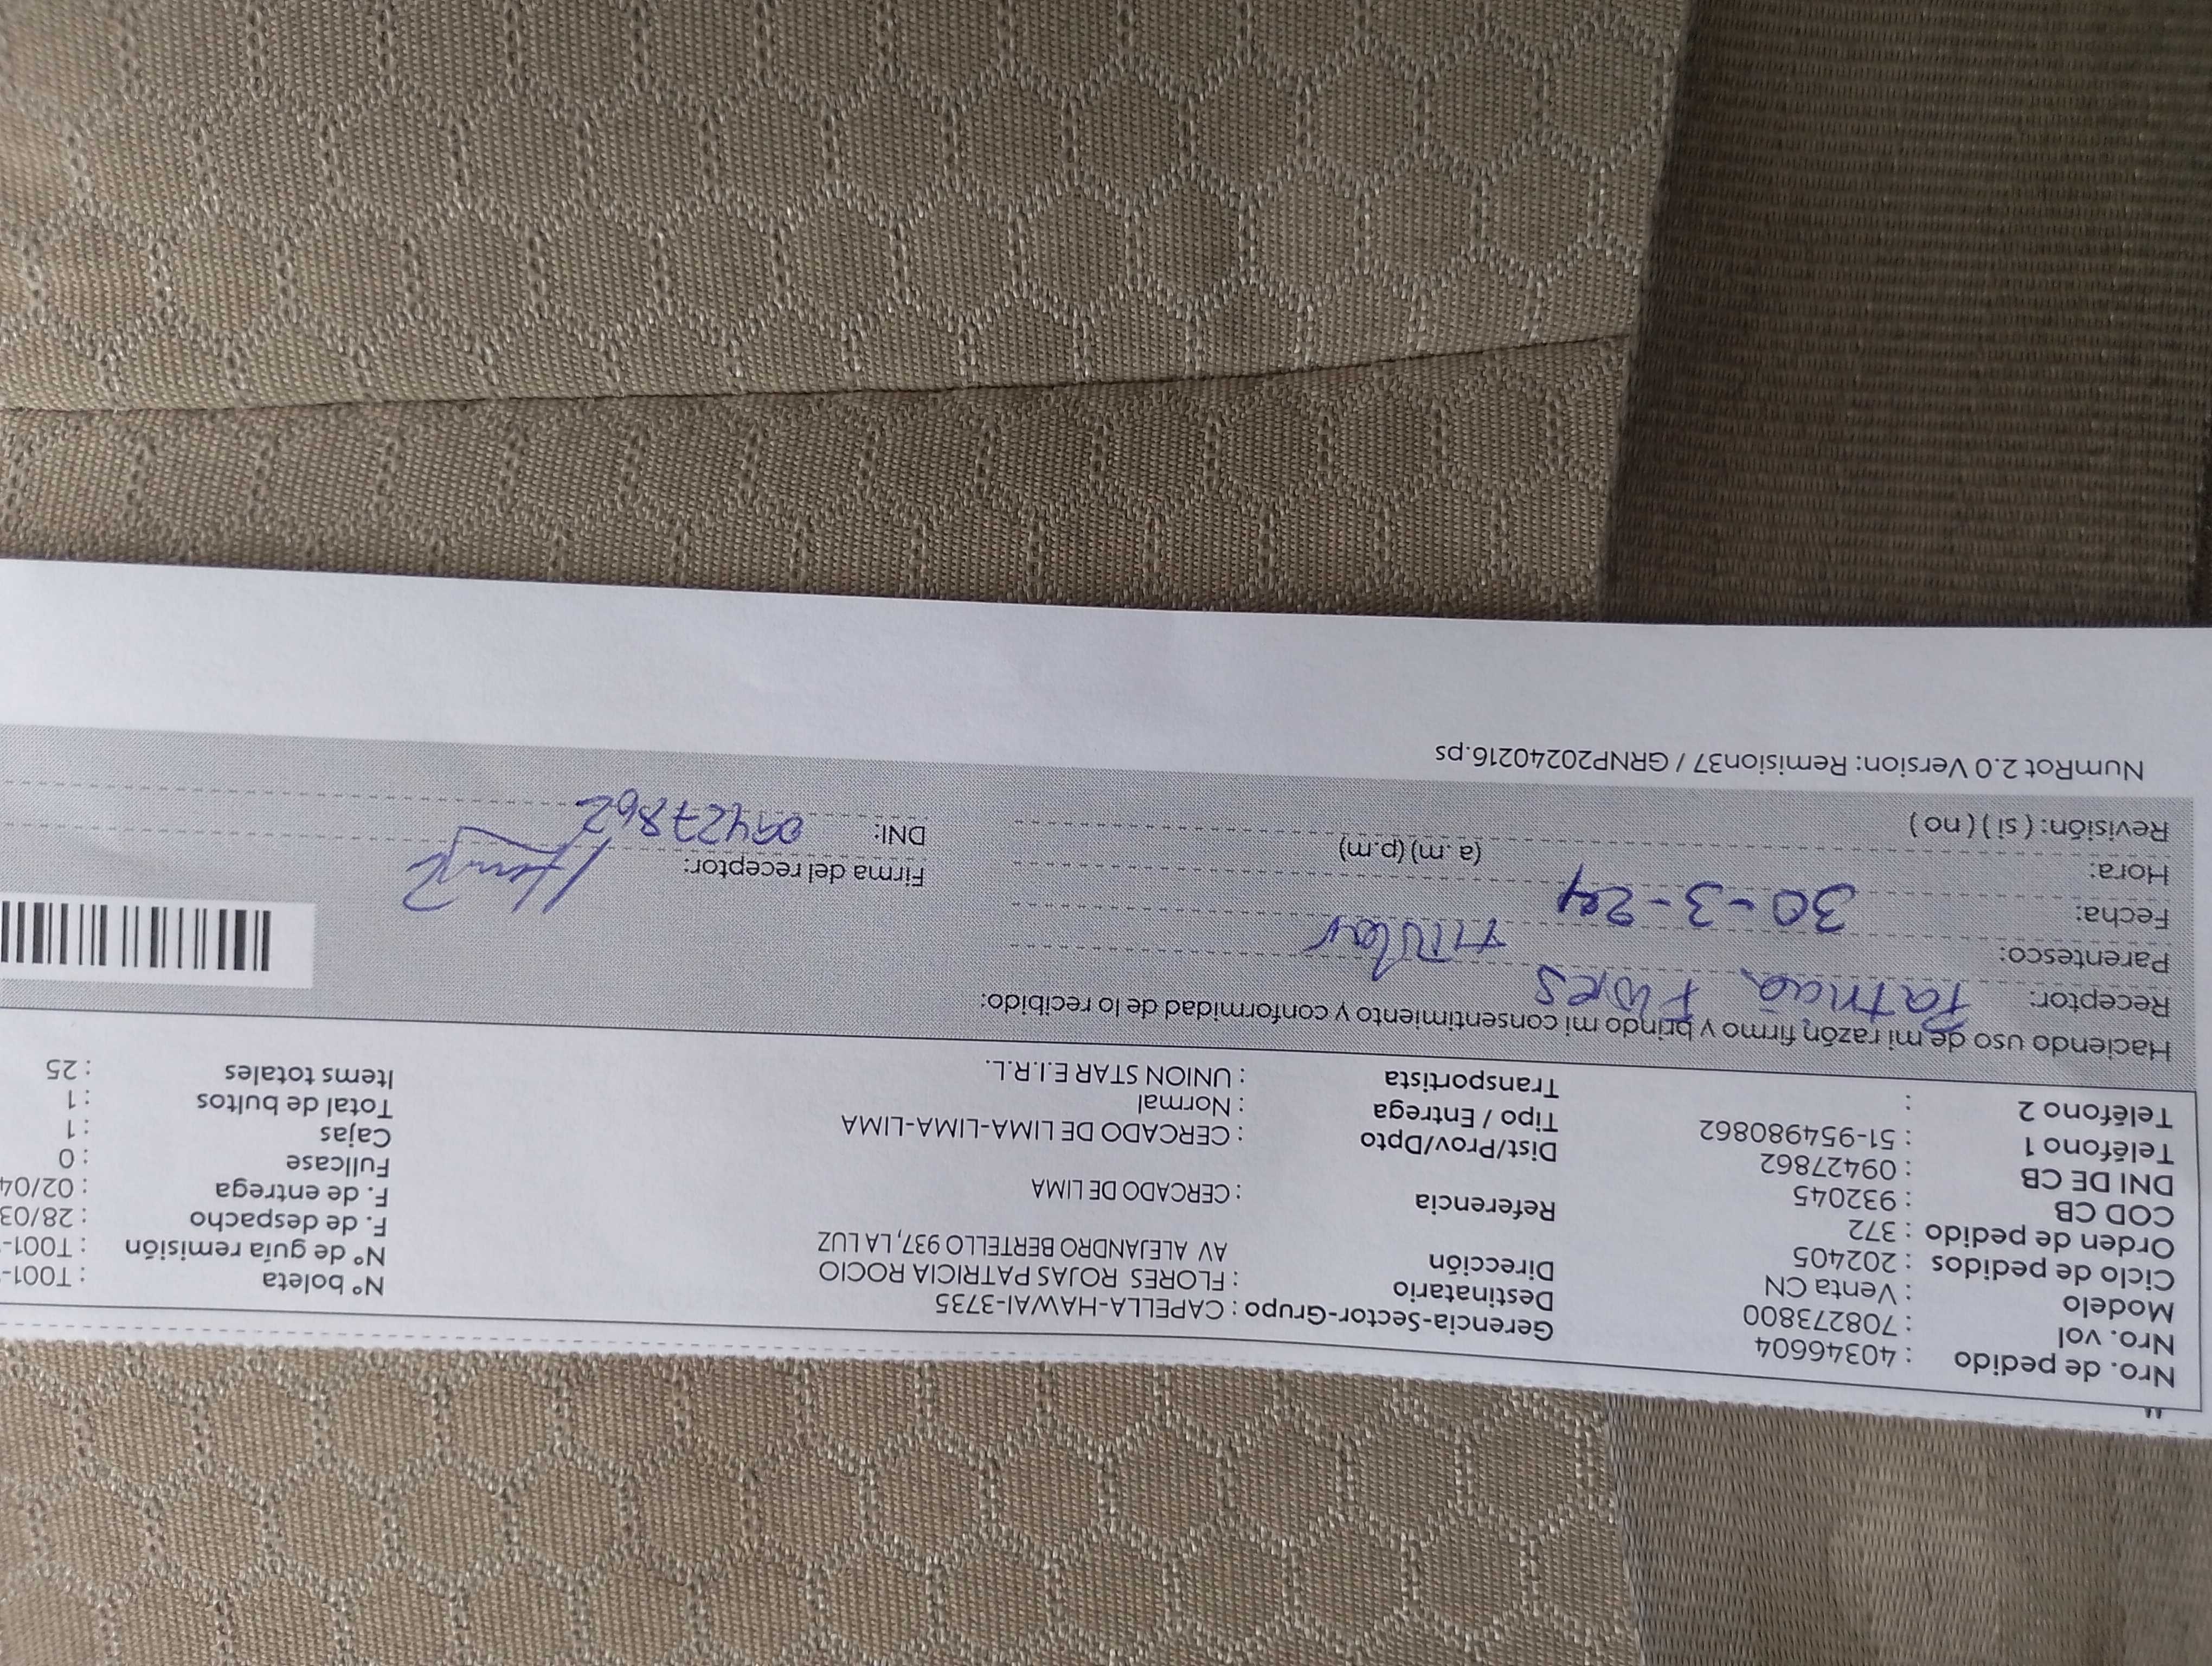 Nro. de pedido : 40346604
Nro. vol : 708273800
Modelo : Venta CN
Ciclo de pedidos : 202405
Orden de pedido : 372
COD CB : 932045
DNI DE CB : 09427862
Teléfono 1 : 51-954980862
Teléfono 2 :
Gerencia-Sector-Grupo : CAPELLA-HAWAI-3735
Destinatario : FLORES ROJAS PATRICIA ROCIO
Dirección AV ALEJANDRO BERTELLO 937, LA LUZ
Referencia : CERCADO DE LIMA
Dist/Prov/Dpto : CERCADO DE LIMA-LIMA-LIMA
Tipo / Entrega : Normal
Transportista : UNION STAR E.I.R.L.
N° boleta : T001-
N° de guía remisión : T001-
F. de despacho : 28/03
F. de entrega : 02/04
Fullcase : 0
Cajas : 1
Total de bultos : 1
Items totales : 25
Haciendo uso de mi razón firmo y brindo mi consentimiento y conformidad de lo recibido:
Receptor: Patricia Flores
Parentesco: titular
Fecha: 30-3-24
Hora: (a.m) (p.m)
Revisión: ( si ) ( no )
Firma del receptor:
DNI: 09427862
NumRot 2.0 Version: Remision37 / GRNP20240216.ps